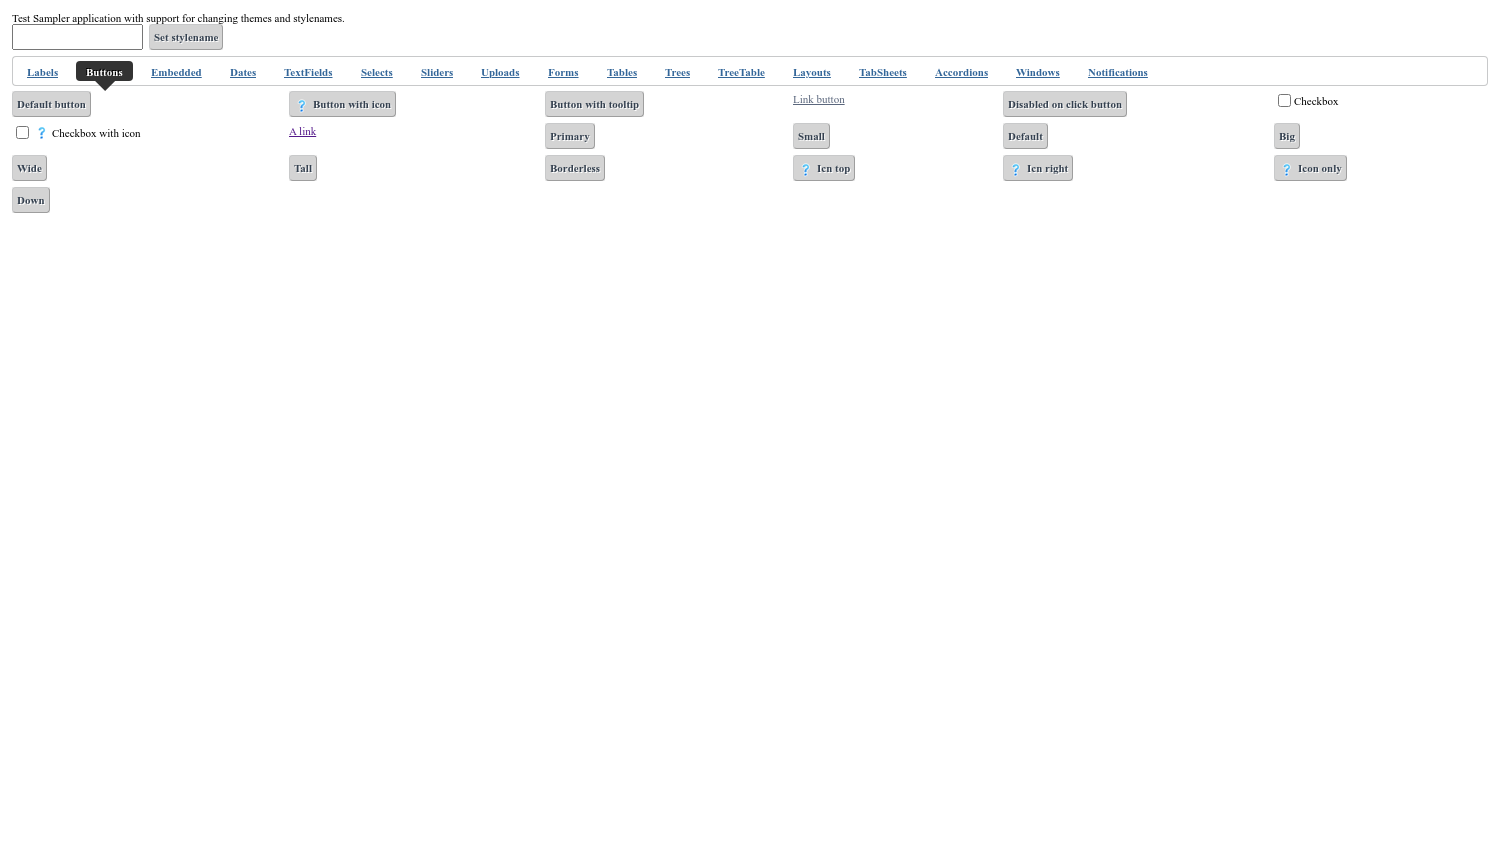 Test Sampler application with support for changing themes and stylenames.
Set stylename
Labels Buttons Embedded Dates TextFields Selects Sliders Uploads Forms Tables Trees TreeTable Layouts TabSheets Accordions Windows Notifications
Default button Button with icon Button with tooltip Link button Disabled on click button Checkbox
Checkbox with icon A link Primary Small Default Big
Wide Tall Borderless Icn top Icn right Icon only
Down